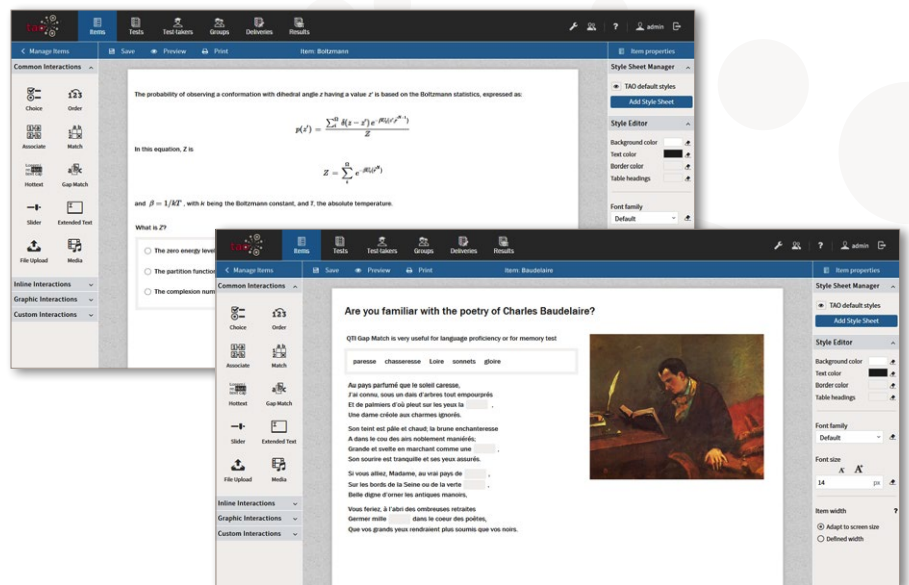 tao
Items
Tests
Test-takers
Groups
Deliveries
Results
?
admin
Manage Items
Save
Preview
Print
Item: Boltzmann
Item properties
Common Interactions
Choice
Order
Associate
Match
Hottext
Gap Match
Slider
Extended Text
File Upload
Media
Inline Interactions
Graphic Interactions
Custom Interactions
The probability of observing a conformation with dihedral angle z having a value z' is based on the Boltzmann statistics, expressed as:
In this equation, Z is
and β = 1/kT , with k being the Boltzmann constant, and T, the absolute temperature.
What is Z?
The zero energy level
The partition function
The complexion num
Style Sheet Manager
TAO default styles
Add Style Sheet
Style Editor
Background color
Text color
Border color
Table headings
Font family
Default
tao
Items
Tests
Test-takers
Groups
Deliveries
Results
?
admin
Manage Items
Save
Preview
Print
Item: Baudelaire
Item properties
Common Interactions
Choice
Order
Associate
Match
Hottext
Gap Match
Slider
Extended Text
File Upload
Media
Inline Interactions
Graphic Interactions
Custom Interactions
Are you familiar with the poetry of Charles Baudelaire?
QTI Gap Match is very useful for language proficiency or for memory test
paresse chasseresse Loire sonnets gloire
Au pays parfumé que le soleil caresse,
J'ai connu, sous un dais d'arbres tout empourprés
Et de palmiers d'où pleut sur les yeux la ,
Une dame créole aux charmes ignorés.
Son teint est pâle et chaud; la brune enchanteresse
A dans le cou des airs noblement maniérés;
Grande et svelte en marchant comme une ,
Son sourire est tranquille et ses yeux assurés.
Si vous alliez, Madame, au vrai pays de ,
Sur les bords de la Seine ou de la verte ,
Belle digne d'orner les antiques manoirs,
Vous feriez, à l'abri des ombreuses retraites
Germer mille dans le coeur des poètes,
Que vos grands yeux rendraient plus soumis que vos noirs.
Style Sheet Manager
TAO default styles
Add Style Sheet
Style Editor
Background color
Text color
Border color
Table headings
Font family
Default
Font size
A A
14 px
Item width ?
Adapt to screen size
Defined width